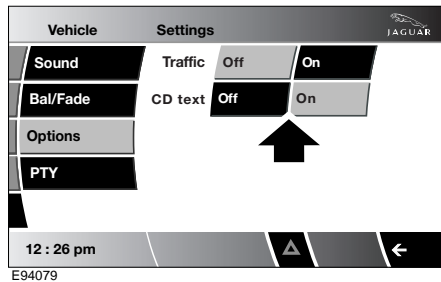 Vehicle Settings JAGUAR
Sound Traffic Off On
Bal/Fade CD text Off On
Options
PTY
12 : 26 pm
E94079